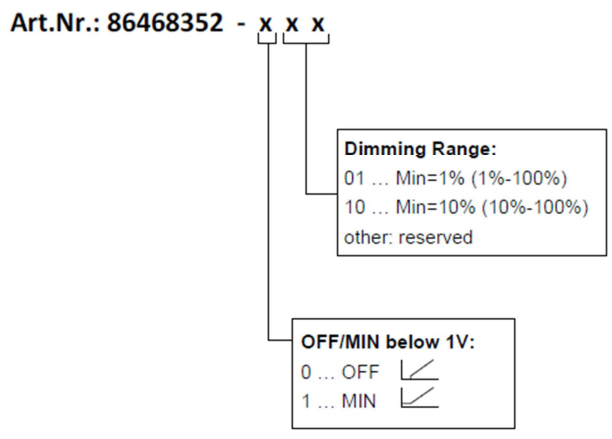 Art.Nr.: 86468352 - x x x
Dimming Range:
01 ... Min=1% (1%-100%)
10 ... Min=10% (10%-100%)
other: reserved
OFF/MIN below 1V:
0 ... OFF
1 ... MIN